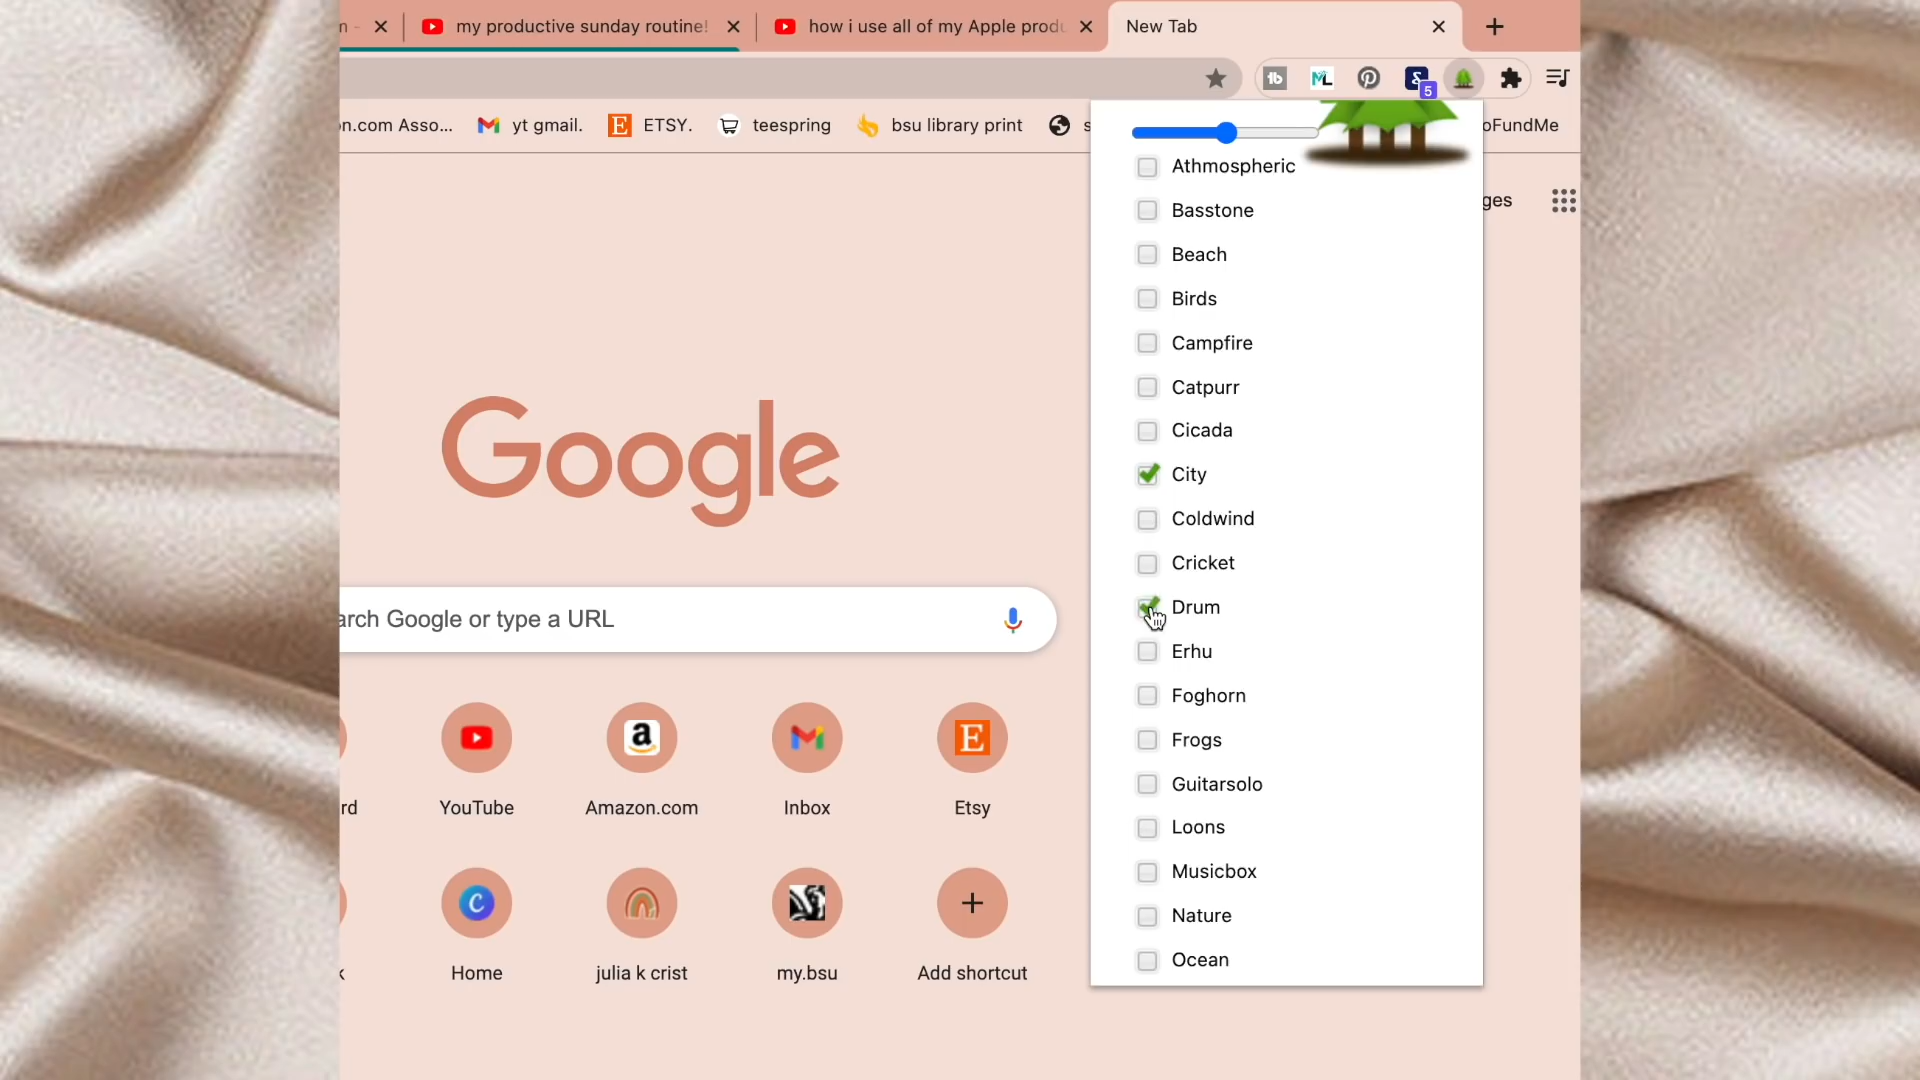 my productive sunday routine!
how i use all of my Apple produ
New Tab
5
n.com Asso...
yt gmail.
ETSY.
teespring
bsu library print
s
oFundMe
ges
Athmospheric
Basstone
Beach
Birds
Campfire
Catpurr
Cicada
City
Coldwind
Cricket
Drum
Erhu
Foghorn
Frogs
Guitarsolo
Loons
Musicbox
Nature
Ocean
Google
arch Google or type a URL
rd
YouTube
Amazon.com
Inbox
Etsy
k
Home
julia k crist
my.bsu
Add shortcut